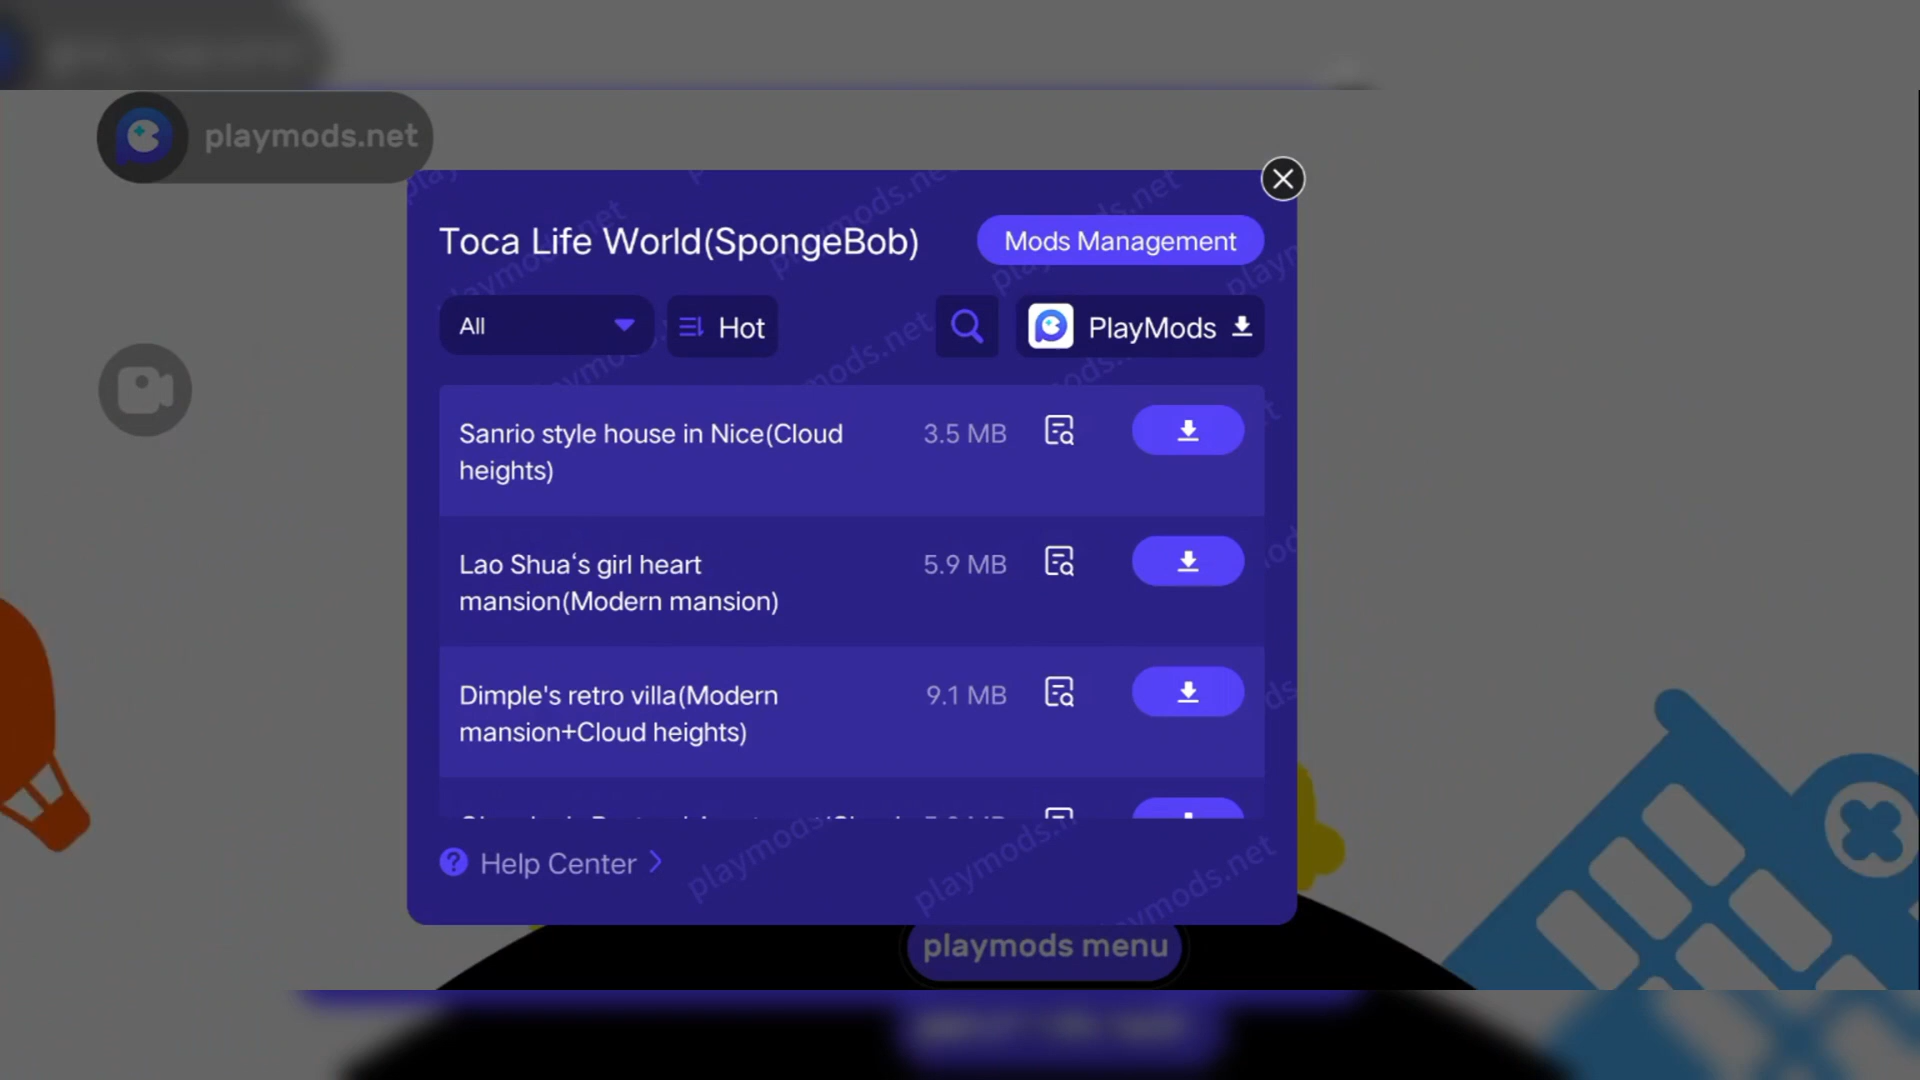 playmods.net
Toca Life World(SpongeBob)
Mods Management
All
Hot
PlayMods
Sanrio style house in Nice(Cloud
heights)
3.5 MB
Lao Shua‘s girl heart
mansion(Modern mansion)
5.9 MB
Dimple's retro villa(Modern
mansion+Cloud heights)
9.1 MB
Help Center
playmods menu